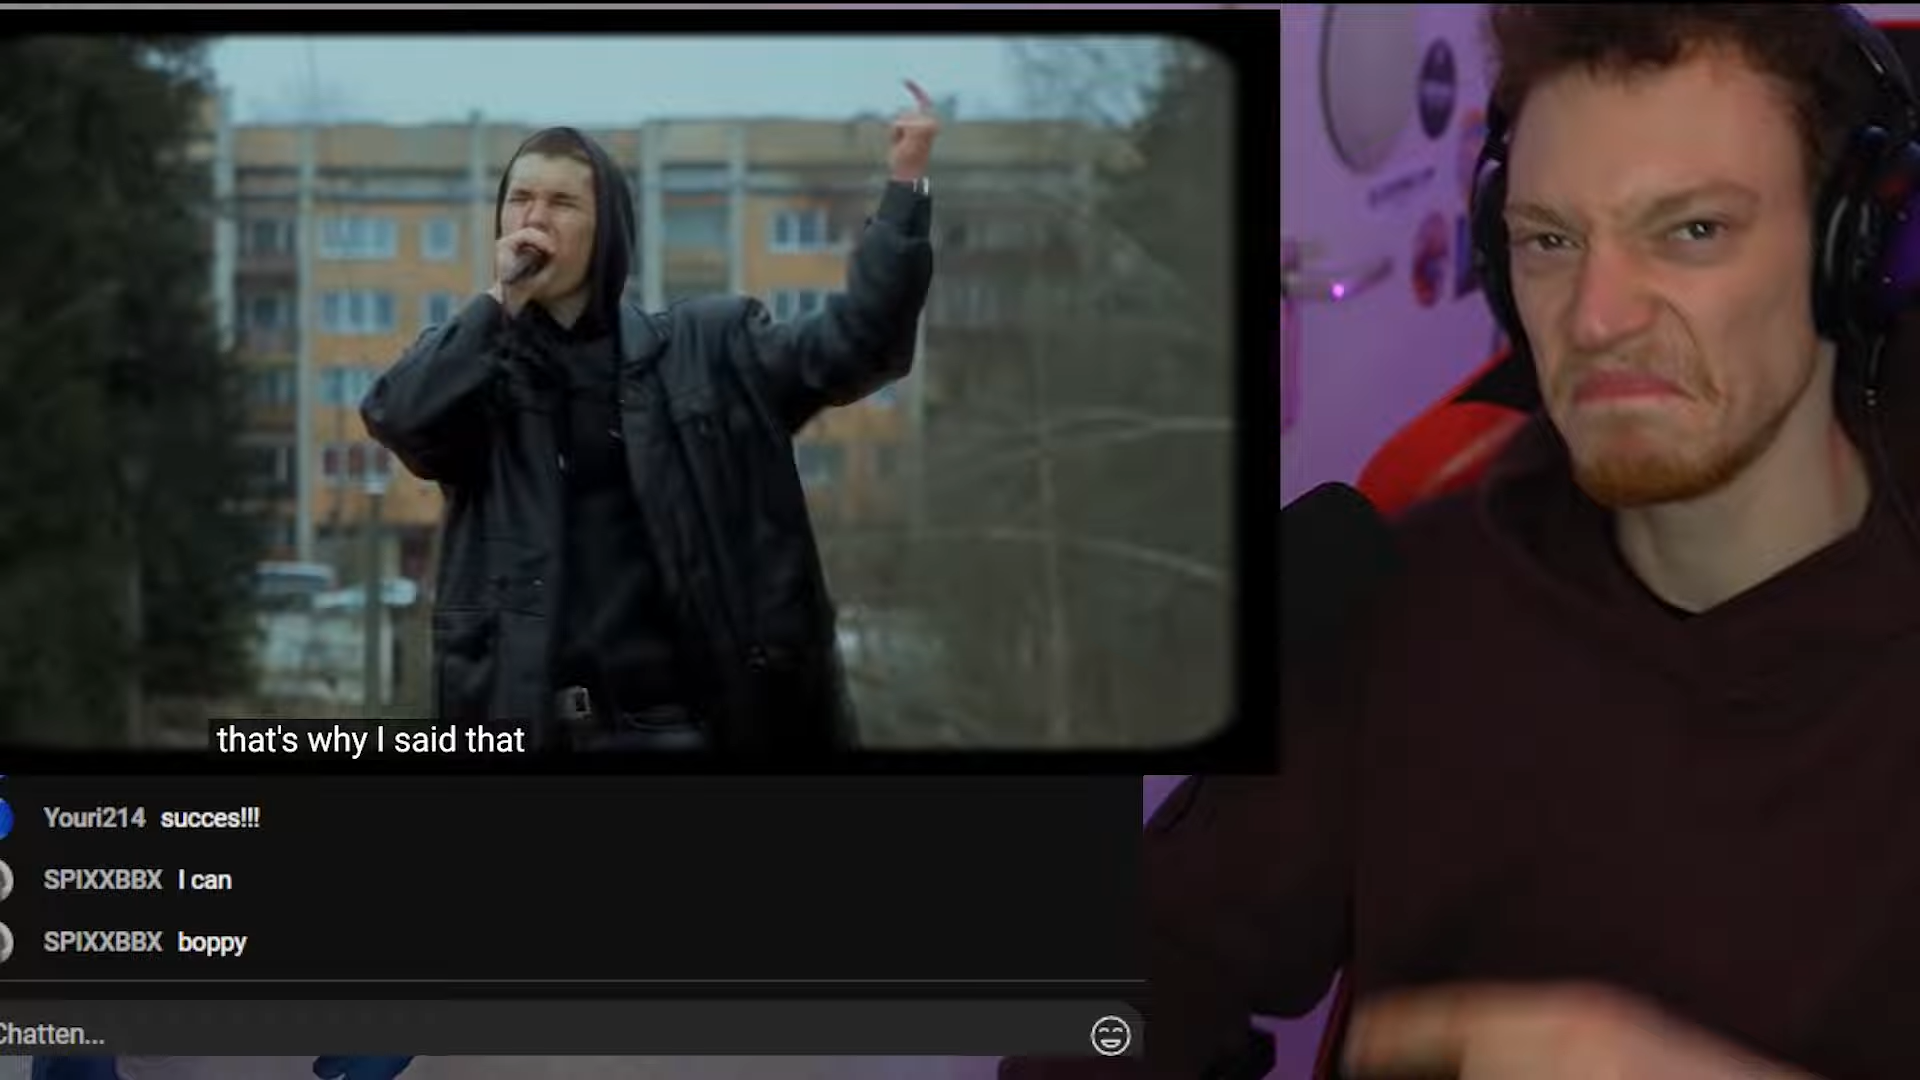 that's why I said that
Youri214 succes!!!
SPIXXBBX I can
SPIXXBBX boppy
Chatten...